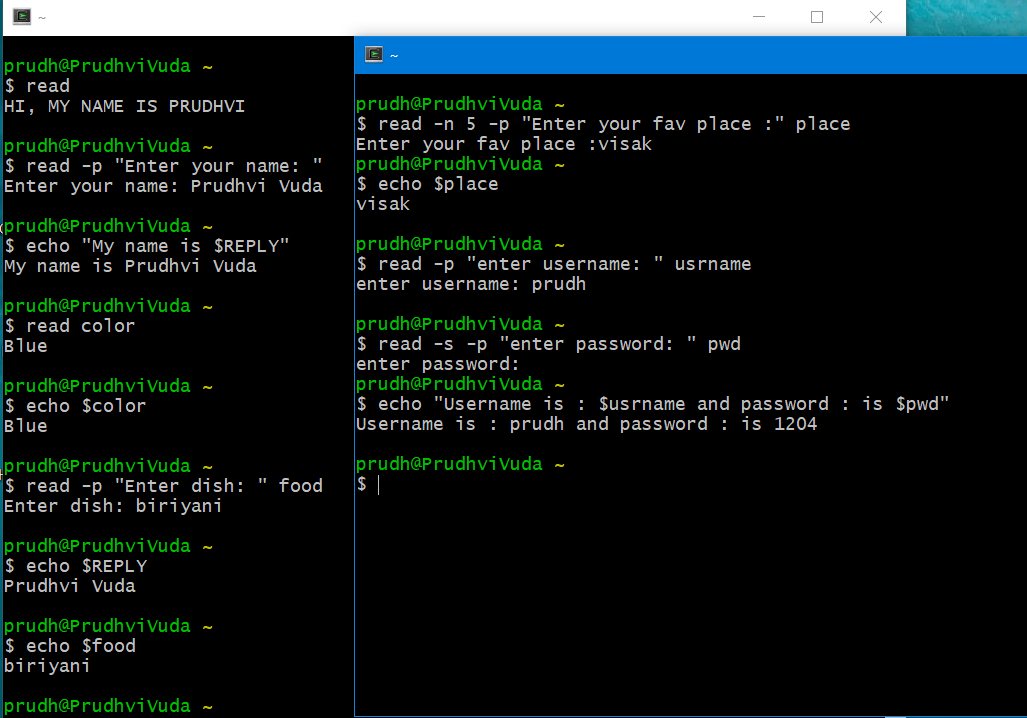 ~
prudh@PrudhviVuda ~
$ read
HI, MY NAME IS PRUDHVI
prudh@PrudhviVuda ~
$ read -p "Enter your name: "
Enter your name: Prudhvi Vuda
prudh@PrudhviVuda ~
$ echo "My name is $REPLY"
My name is Prudhvi Vuda
prudh@PrudhviVuda ~
$ read color
Blue
prudh@PrudhviVuda ~
$ echo $color
Blue
prudh@PrudhviVuda ~
$ read -p "Enter dish: " food
Enter dish: biriyani
prudh@PrudhviVuda ~
$ echo $REPLY
Prudhvi Vuda
prudh@PrudhviVuda ~
$ echo $food
biriyani
prudh@PrudhviVuda ~
~
prudh@PrudhviVuda ~
$ read -n 5 -p "Enter your fav place :" place
Enter your fav place :visak
prudh@PrudhviVuda ~
$ echo $place
visak
prudh@PrudhviVuda ~
$ read -p "enter username: " usrname
enter username: prudh
prudh@PrudhviVuda ~
$ read -s -p "enter password: " pwd
enter password:
prudh@PrudhviVuda ~
$ echo "Username is : $usrname and password : is $pwd"
Username is : prudh and password : is 1204
prudh@PrudhviVuda ~
$